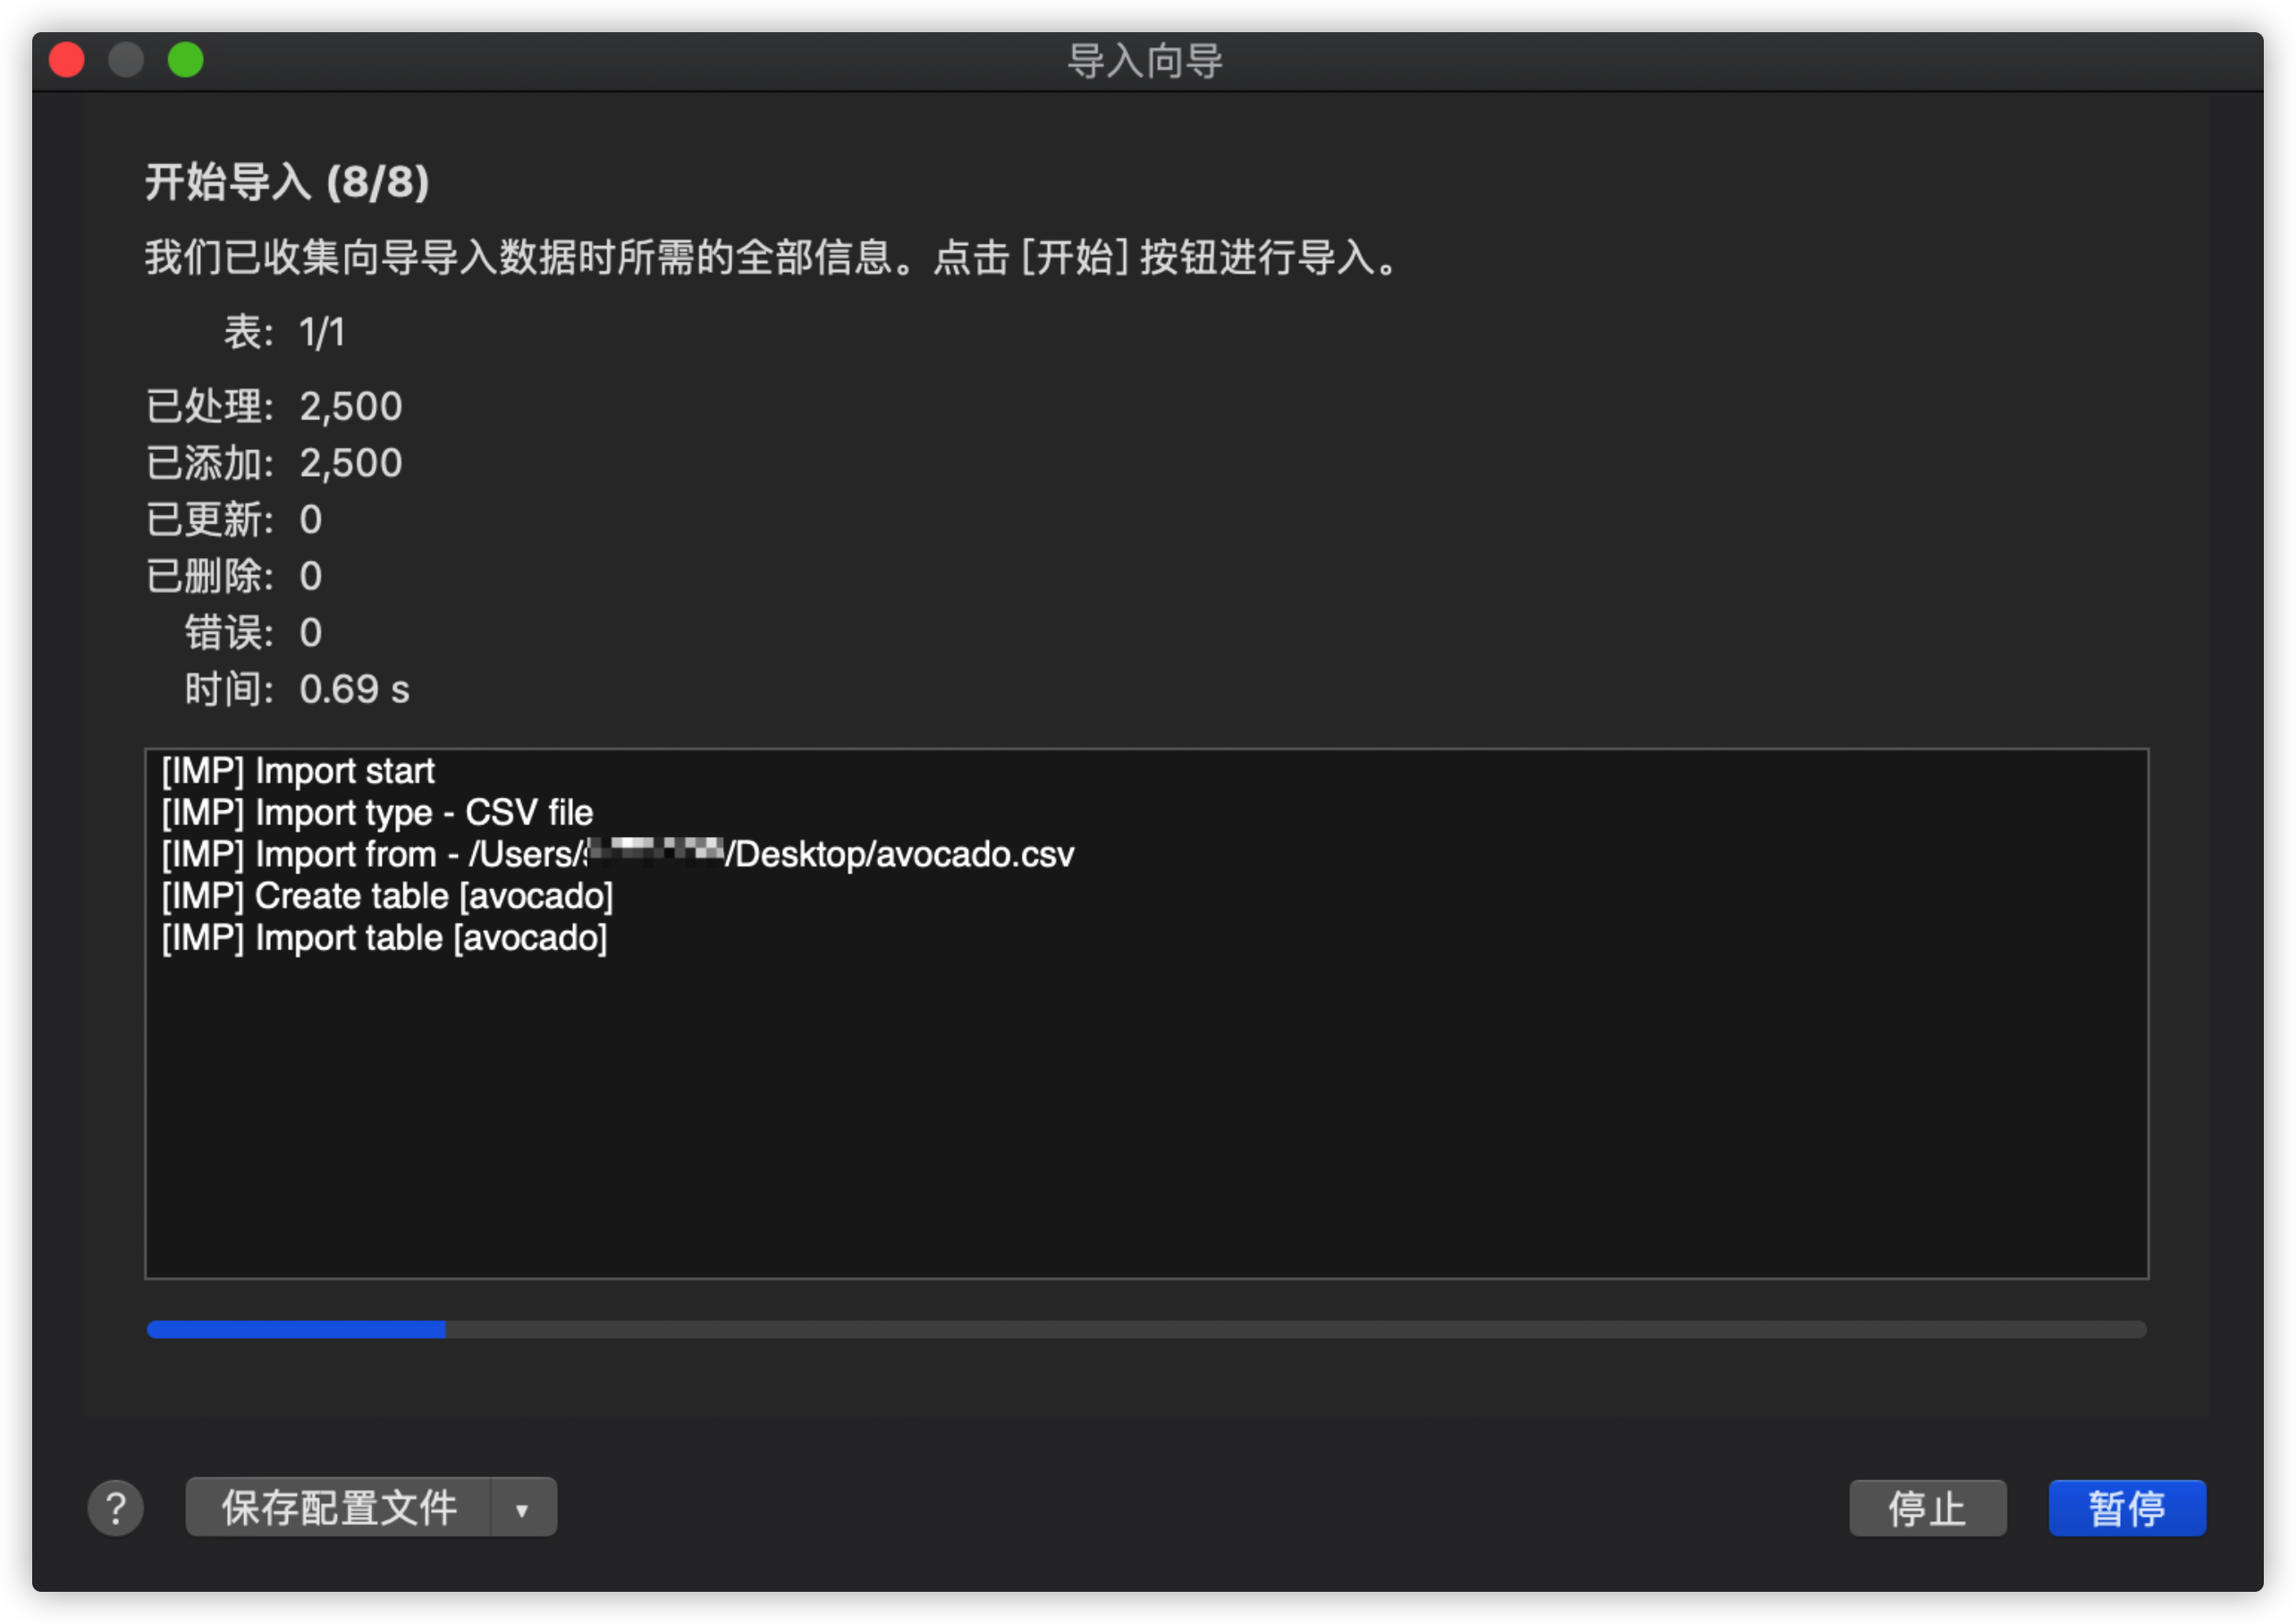 导入向导
开始导入 (8/8)
我们已收集向导导入数据时所需的全部信息。点击 [开始] 按钮进行导入。
表: 1/1
已处理: 2,500
已添加: 2,500
已更新: 0
已删除: 0
错误: 0
时间: 0.69 s
[IMP] Import start
[IMP] Import type - CSV file
[IMP] Import from - /Users/ /Desktop/avocado.csv
[IMP] Create table [avocado]
[IMP] Import table [avocado]
? 保存配置文件 ▼ 停止 暂停